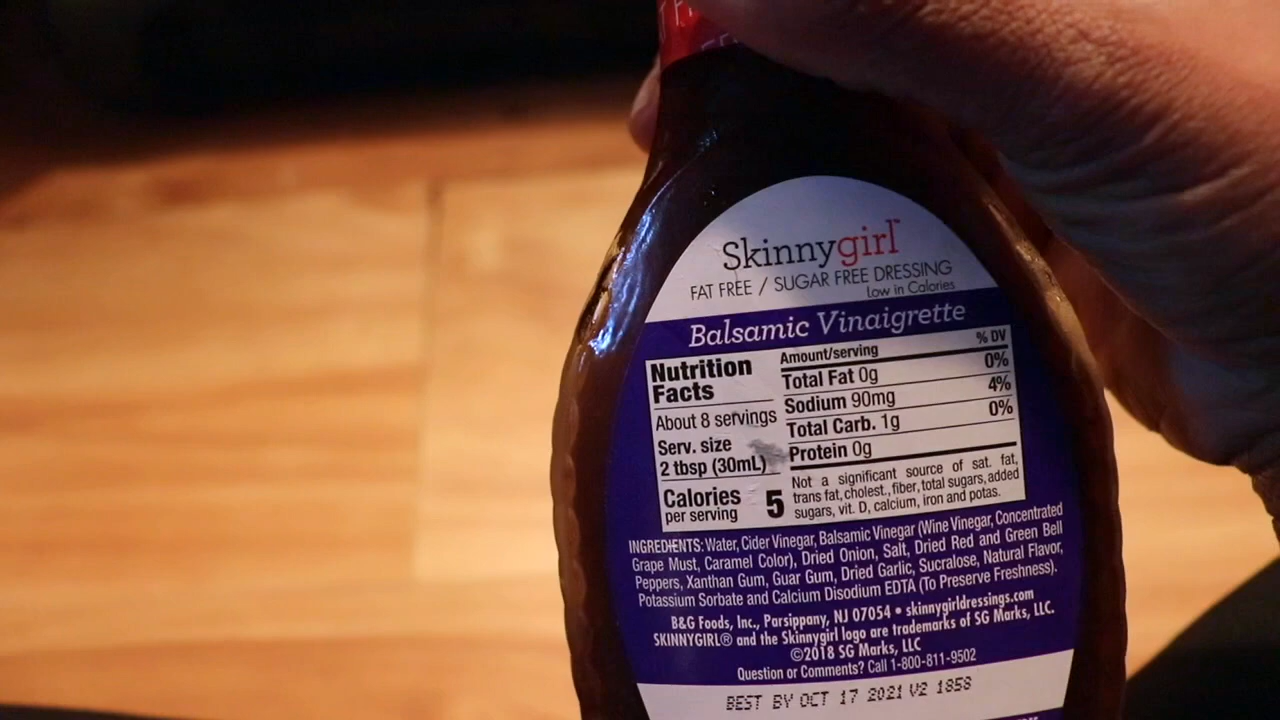 Skinnygirl™
FAT FREE / SUGAR FREE DRESSING
Low in Calories
Balsamic Vinaigrette
Nutrition
Facts
About 8 servings
Serv. size
2 tbsp (30mL)
Calories 5
per serving
Amount/serving % DV
Total Fat 0g 0%
Sodium 90mg 4%
Total Carb. 1g 0%
Protein 0g
Not a significant source of sat. fat,
trans fat, cholest., fiber, total sugars, added
sugars, vit. D, calcium, iron and potas.
INGREDIENTS: Water, Cider Vinegar, Balsamic Vinegar (Wine Vinegar, Concentrated
Grape Must, Caramel Color), Dried Onion, Salt, Dried Red and Green Bell
Peppers, Xanthan Gum, Guar Gum, Dried Garlic, Sucralose, Natural Flavor,
Potassium Sorbate and Calcium Disodium EDTA (To Preserve Freshness).
B&G Foods, Inc., Parsippany, NJ 07054 • skinnygirldressings.com
SKINNYGIRL® and the Skinnygirl logo are trademarks of SG Marks, LLC.
©2018 SG Marks, LLC
Question or Comments? Call 1-800-811-9502
BEST BY OCT 17 2021 V2 1858